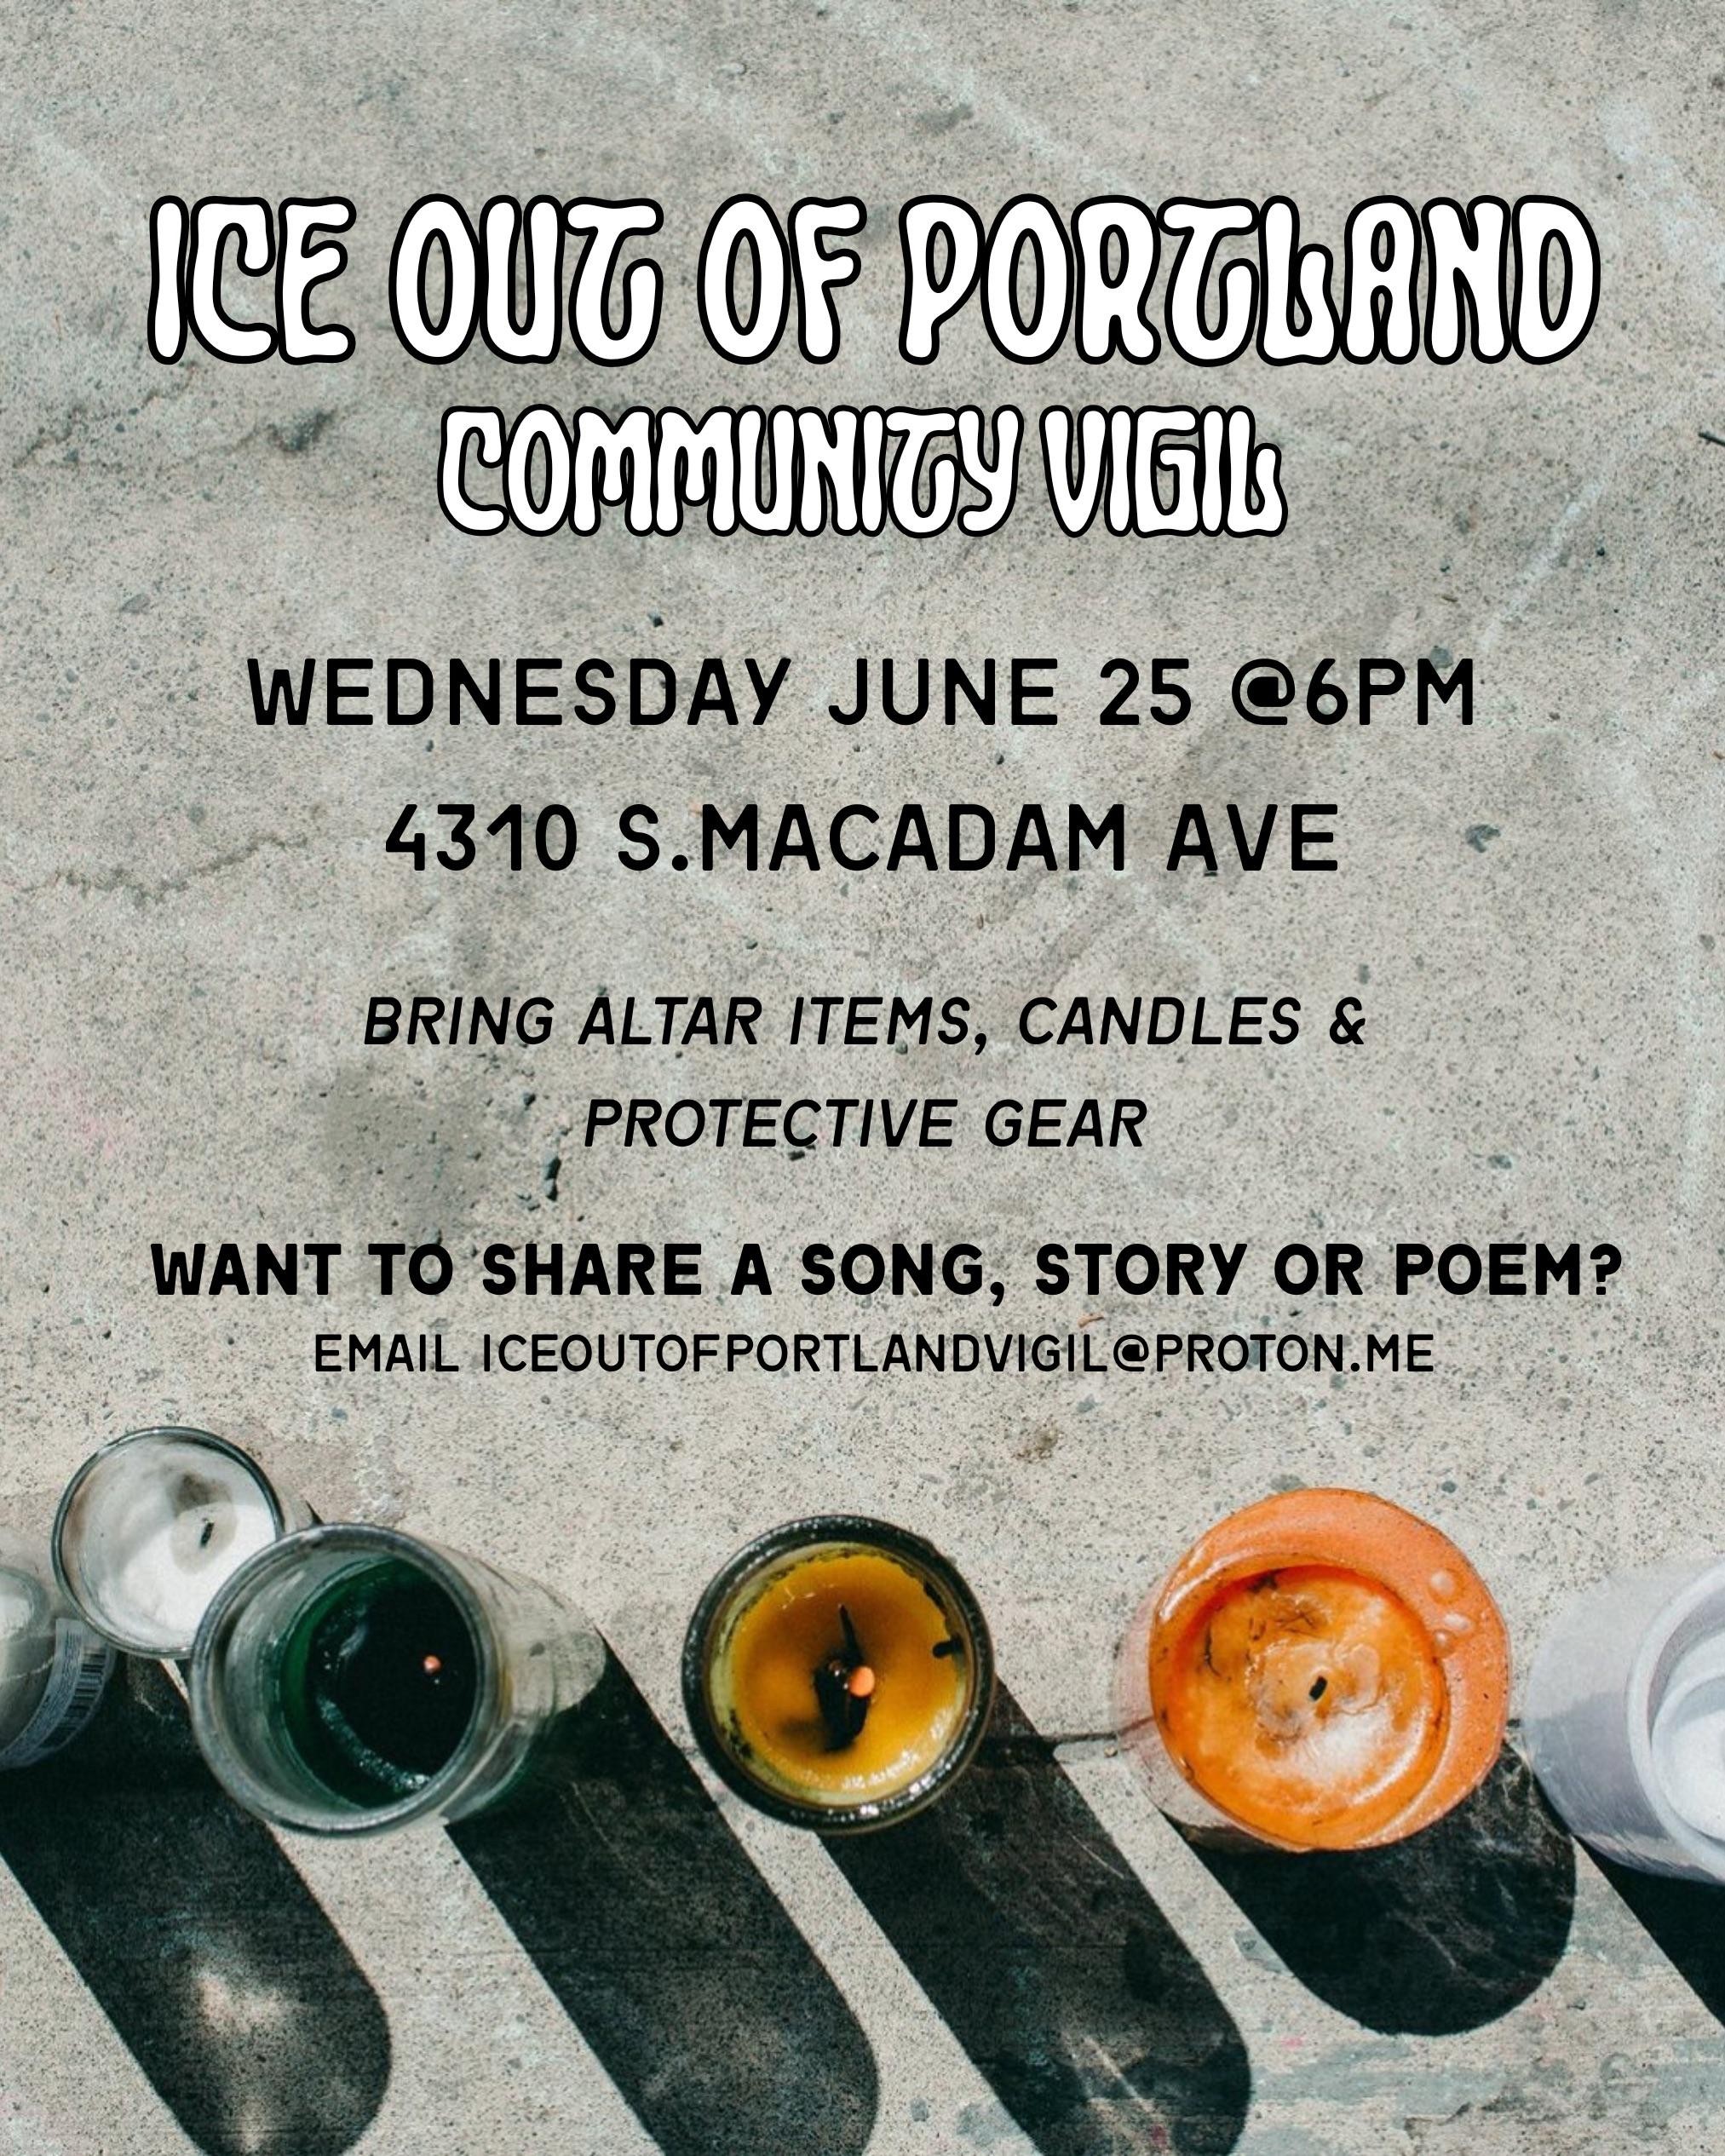 ICE OUT OF PORTLAND
COMMUNITY VIGIL
WEDNESDAY JUNE 25 @6PM
4310 S.MACADAM AVE
BRING ALTAR ITEMS, CANDLES &
PROTECTIVE GEAR
WANT TO SHARE A SONG, STORY OR POEM?
EMAIL ICEOUTOFPORTLANDVIGIL@PROTON.ME